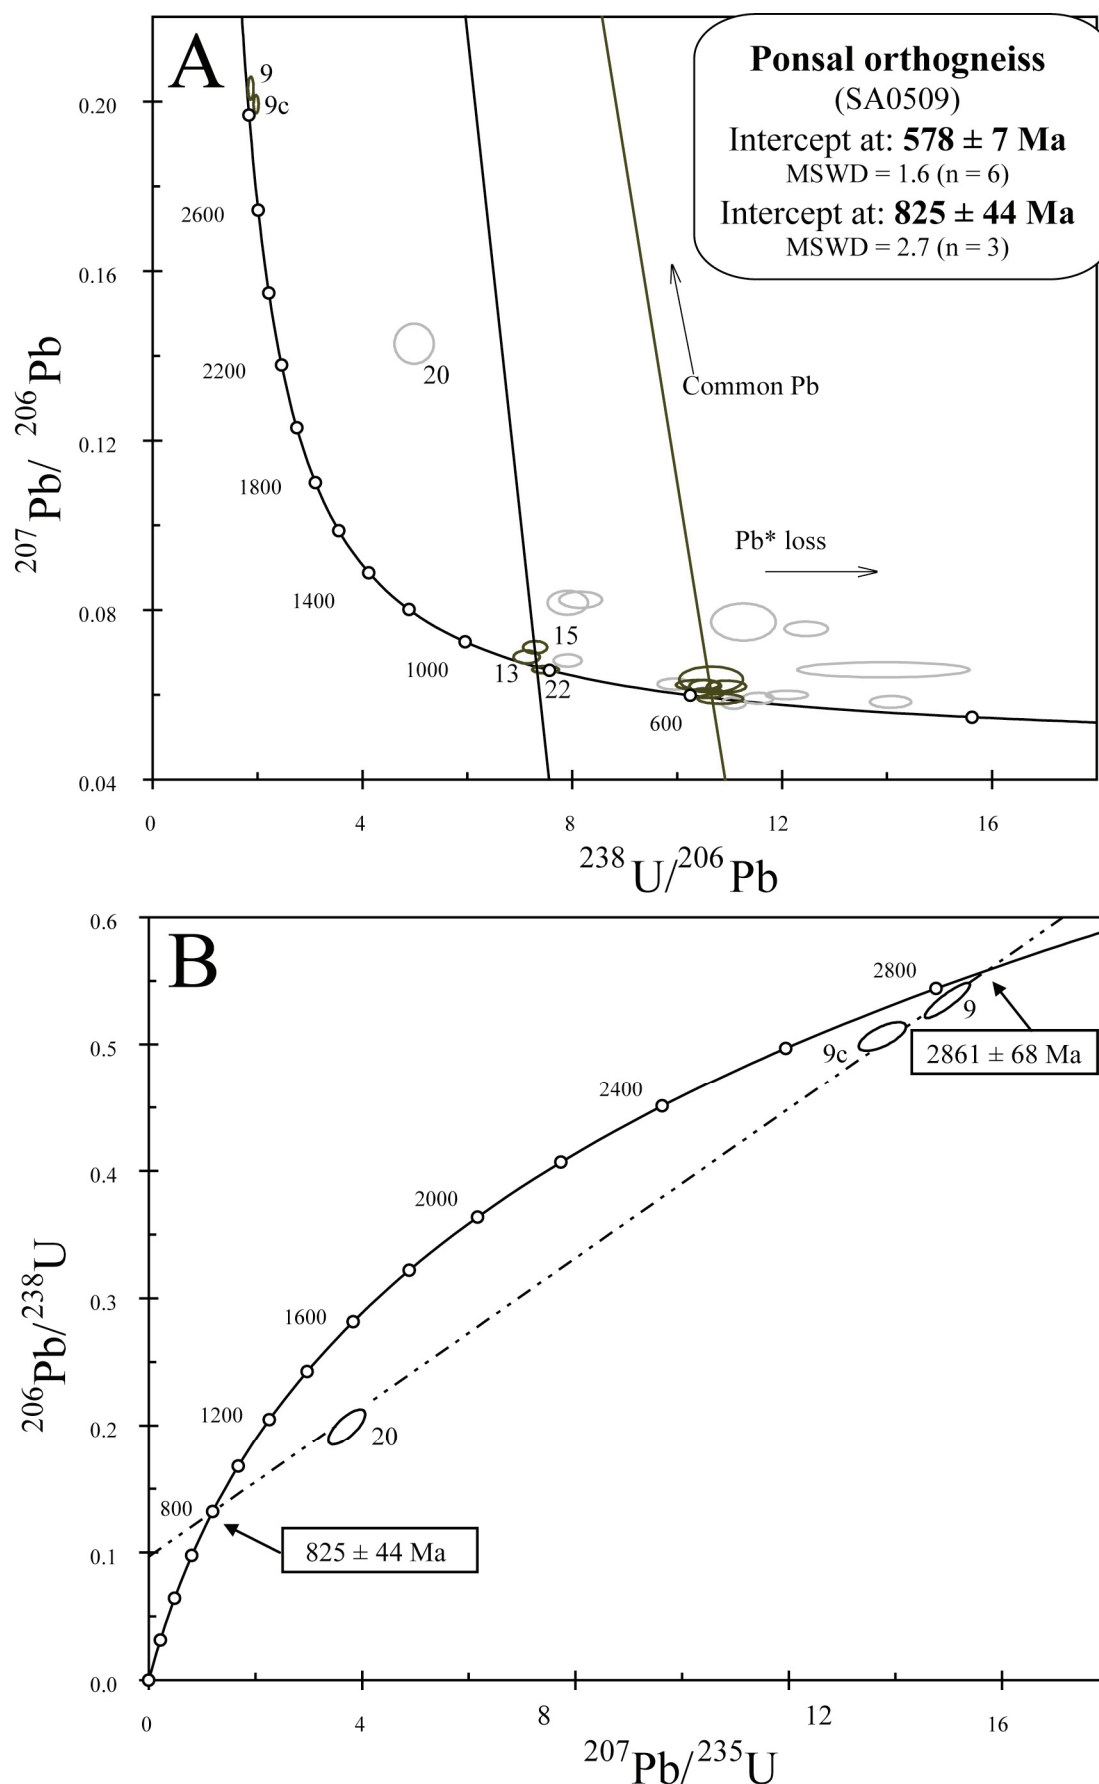 A
Ponsal orthogneiss
(SA0509)
Intercept at: 578 ± 7 Ma
MSWD = 1.6 (n = 6)
Intercept at: 825 ± 44 Ma
MSWD = 2.7 (n = 3)
9
9c
0.20
2600
0.16
2200
20
Common Pb
0.12
1800
Pb* loss
1400
0.08
15
1000
13
22
600
0.04
0 4 8 12 16
207Pb/ 206Pb
238U/206Pb
B
0.6
2800
9
0.5
9c
2861 ± 68 Ma
2400
0.4
2000
0.3
1600
1200
0.2
20
800
825 ± 44 Ma
0.1
0.0
0 4 8 12 16
206Pb/238U
207Pb/235U